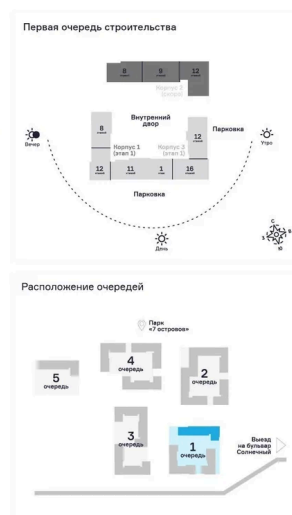 Первая очередь строительства
8
9
12
Корпус 2
Внутренний
двор
8
12
Парковка
Корпус 1
(этап 1)
Корпус 3
(этап 1)
Вечер
Утро
12
11
1
16
Парковка
День
С
В
З
Ю
Расположение очередей
Парк
«7 островов»
5
очередь
4
очередь
2
очередь
3
очередь
1
очередь
Выезд
на бульвар
Солнечный